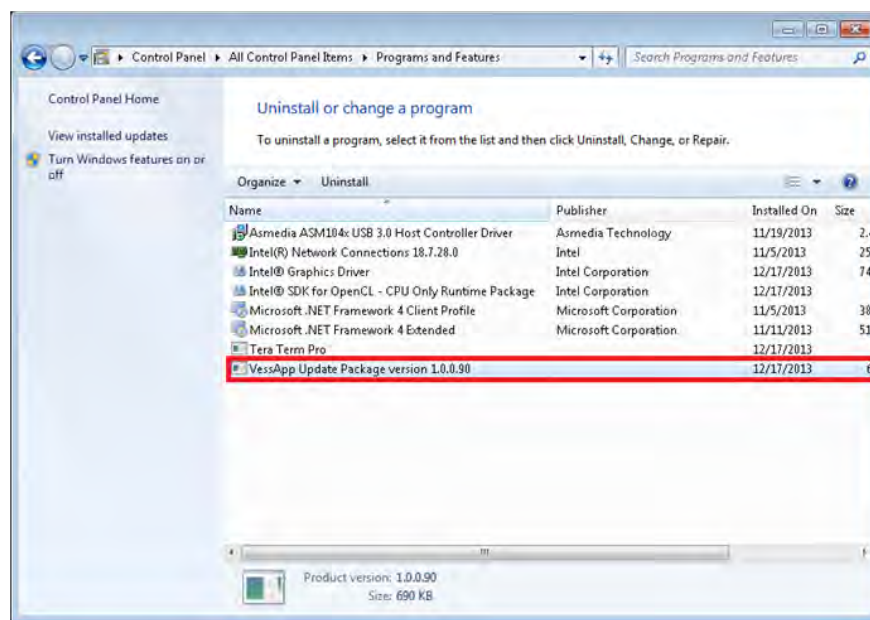 Control Panel ▸ All Control Panel Items ▸ Programs and Features Search Programs and Features
Control Panel Home
View installed updates
Turn Windows features on or
off
Uninstall or change a program
To uninstall a program, select it from the list and then click Uninstall, Change, or Repair.
Organize Uninstall
Name Publisher Installed On Size
Asmedia ASM104x USB 3.0 Host Controller Driver Asmedia Technology 11/19/2013 2.
Intel(R) Network Connections 18.7.28.0 Intel 11/5/2013 25
Intel® Graphics Driver Intel Corporation 12/17/2013 74
Intel® SDK for OpenCL - CPU Only Runtime Package Intel Corporation 12/17/2013
Microsoft .NET Framework 4 Client Profile Microsoft Corporation 11/5/2013 38
Microsoft .NET Framework 4 Extended Microsoft Corporation 11/11/2013 51
Tera Term Pro 12/17/2013
VessApp Update Package version 1.0.0.90 12/17/2013 6
Product version: 1.0.0.90
Size: 690 KB